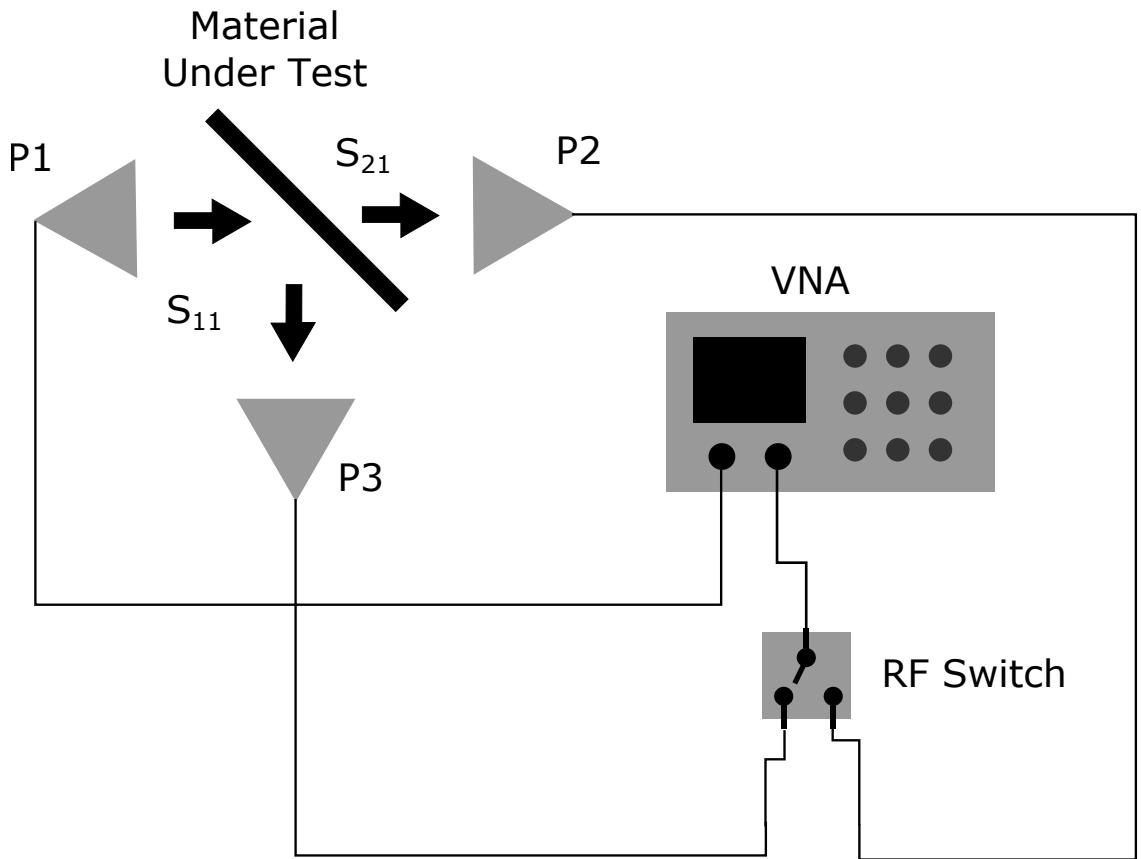 Material
Under Test
P1
S₂₁
P2
S₁₁
VNA
P3
RF Switch